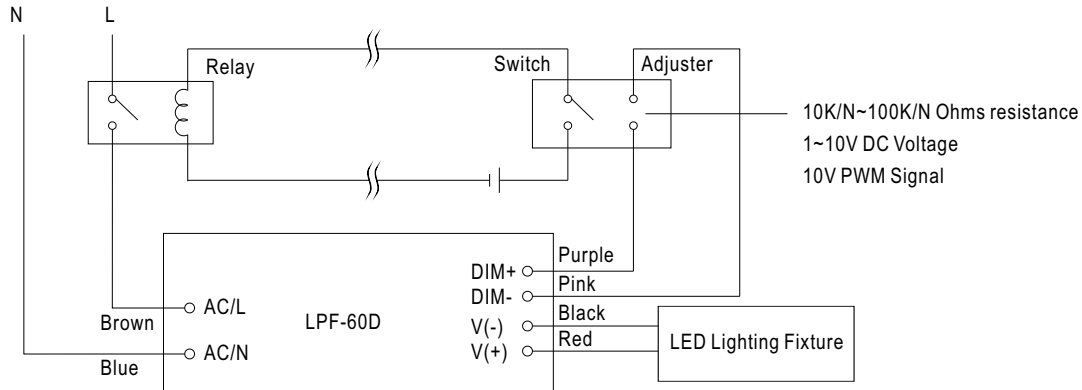 N L
Relay
Switch
Adjuster
10K/N~100K/N Ohms resistance
1~10V DC Voltage
10V PWM Signal
Purple
DIM+
Pink
DIM-
Black
V(-)
Red
V(+)
LED Lighting Fixture
AC/L
LPF-60D
Brown
AC/N
Blue